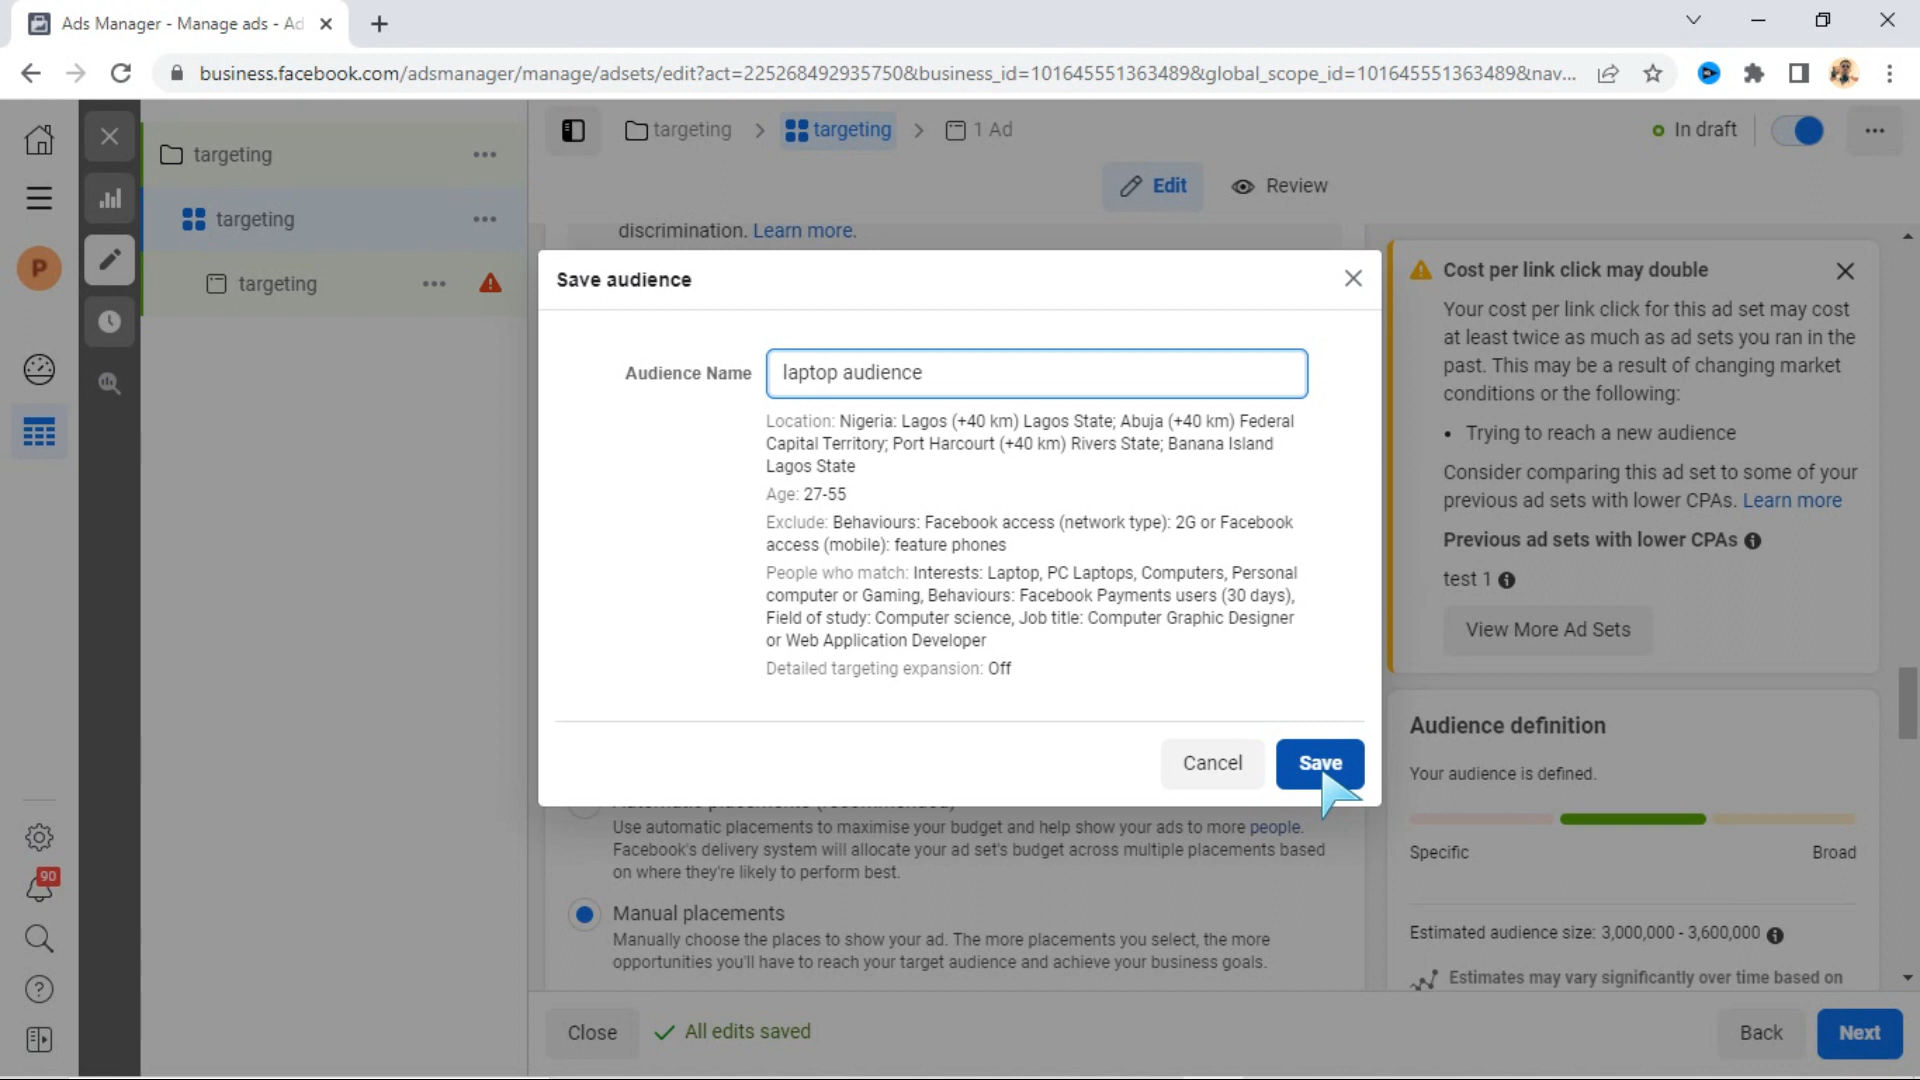 Ads Manager - Manage ads - Ad
business.facebook.com/adsmanager/manage/adsets/edit?act=225268492935750&business_id=101645551363489&global_scope_id=101645551363489&nav...
targeting
targeting
targeting
P
90
targeting > targeting > 1 Ad
In draft
Edit
Review
discrimination. Learn more.
Save audience
Audience Name
laptop audience
Location: Nigeria: Lagos (+40 km) Lagos State; Abuja (+40 km) Federal
Capital Territory; Port Harcourt (+40 km) Rivers State; Banana Island
Lagos State
Age: 27-55
Exclude: Behaviours: Facebook access (network type): 2G or Facebook
access (mobile): feature phones
People who match: Interests: Laptop, PC Laptops, Computers, Personal
computer or Gaming, Behaviours: Facebook Payments users (30 days),
Field of study: Computer science, Job title: Computer Graphic Designer
or Web Application Developer
Detailed targeting expansion: Off
Cancel
Save
Use automatic placements to maximise your budget and help show your ads to more people.
Facebook's delivery system will allocate your ad set's budget across multiple placements based
on where they're likely to perform best.
Manual placements
Manually choose the places to show your ad. The more placements you select, the more
opportunities you'll have to reach your target audience and achieve your business goals.
Cost per link click may double
Your cost per link click for this ad set may cost
at least twice as much as ad sets you ran in the
past. This may be a result of changing market
conditions or the following:
• Trying to reach a new audience
Consider comparing this ad set to some of your
previous ad sets with lower CPAs. Learn more
Previous ad sets with lower CPAs
test 1
View More Ad Sets
Audience definition
Your audience is defined.
Specific
Broad
Estimated audience size: 3,000,000 - 3,600,000
Estimates may vary significantly over time based on
Close
All edits saved
Back
Next